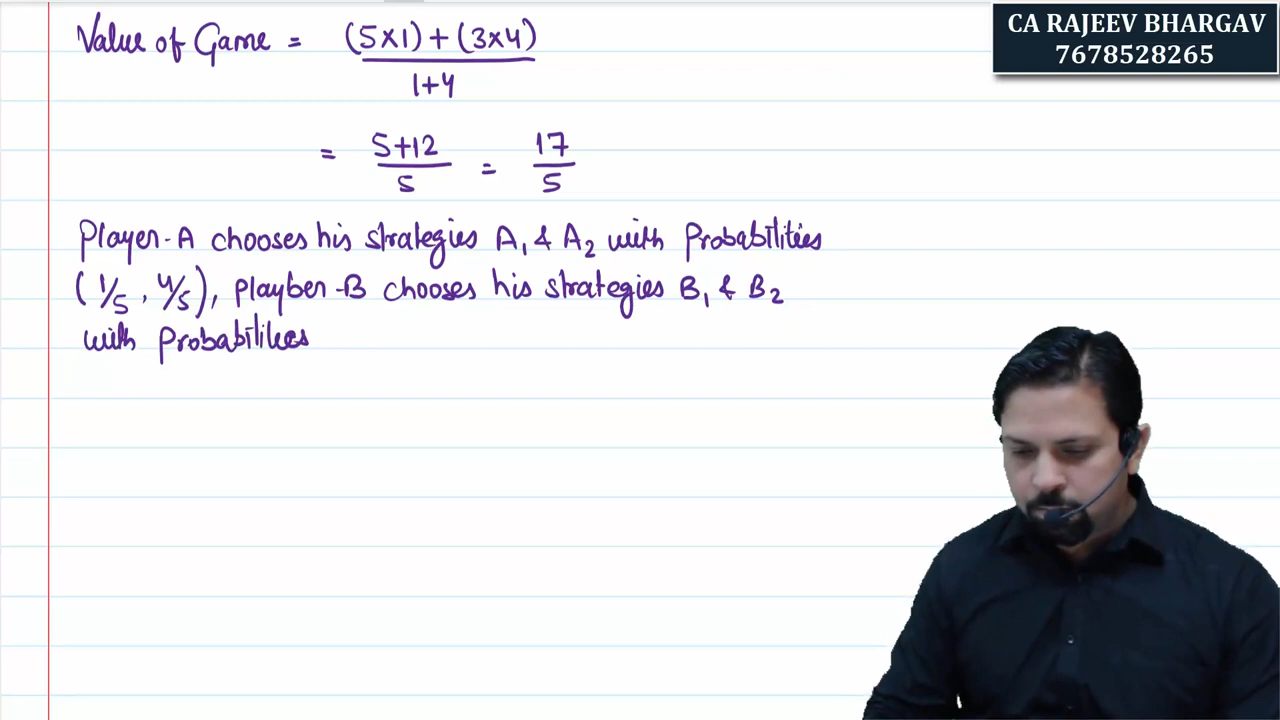 Value of Game = (5×1) + (3×4) / 1+4
= 5+12 / 5 = 17 / 5
Player-A chooses his strategies A₁ & A₂ with Probabilities
(1/5, 4/5), playber-B chooses his strategies B₁ & B₂
with Probabilities
CA RAJEEV BHARGAV
7678528265